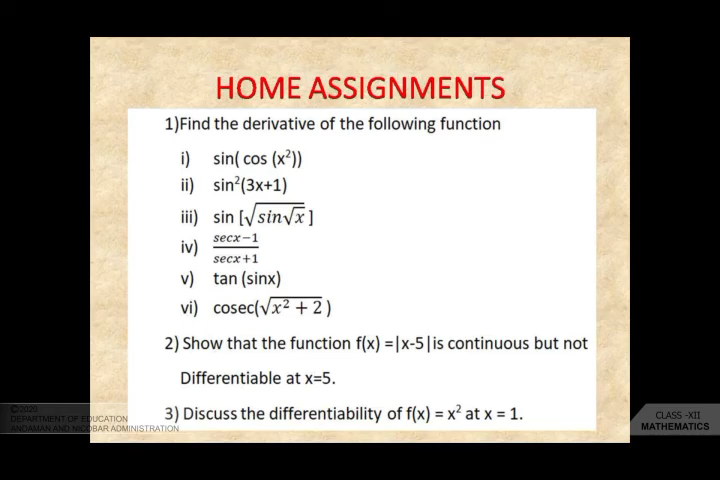 HOME ASSIGNMENTS
1)Find the derivative of the following function
i) sin( cos (x²))
ii) sin²(3x+1)
iii) sin [√sin√x ]
iv) secx−1 / secx+1
v) tan (sinx)
vi) cosec(√x² + 2 )
2) Show that the function f(x) =|x-5|is continuous but not
Differentiable at x=5.
3) Discuss the differentiability of f(x) = x² at x = 1.
©2020
DEPARTMENT OF EDUCATION
ANDAMAN AND NICOBAR ADMINISTRATION
CLASS -XII
MATHEMATICS